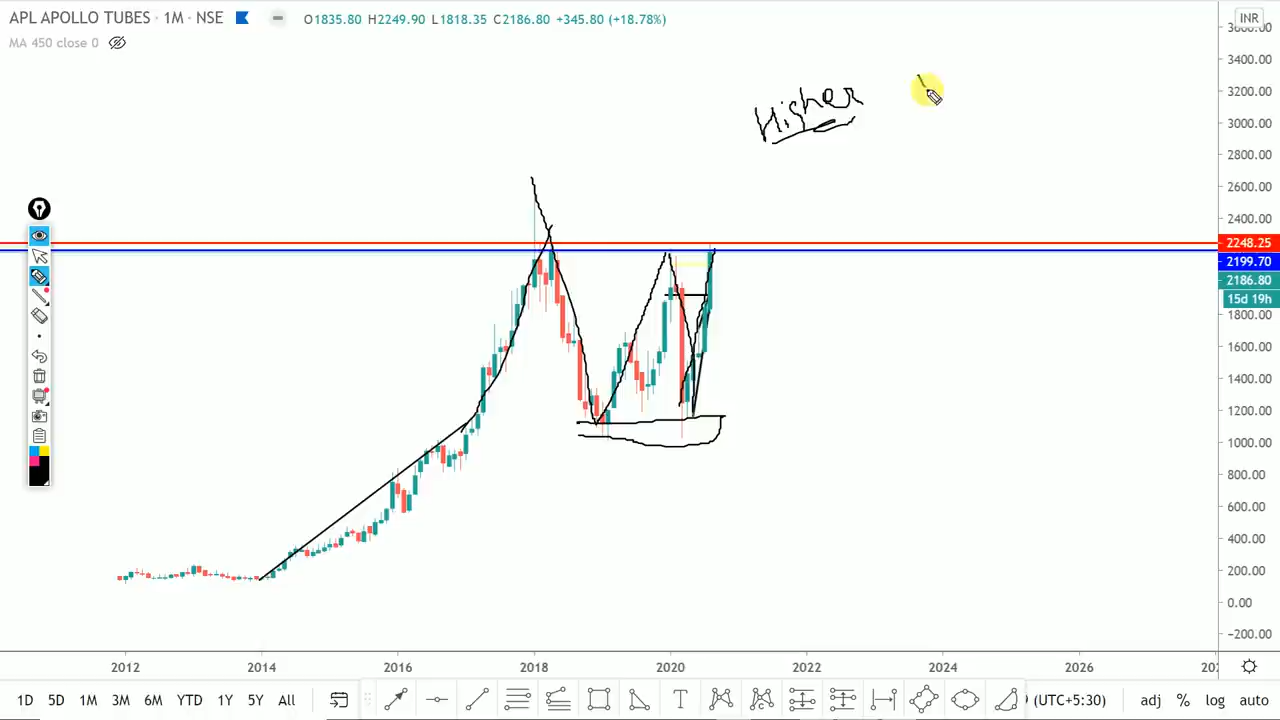 APL APOLLO TUBES · 1M · NSE O1835.80 H2249.90 L1818.35 C2186.80 +345.80 (+18.78%)
INR
MA 450 close 0
3400.00
3200.00
Higher
3000.00
2800.00
2600.00
2400.00
2248.25
2199.70
2186.80
15d 19h
1800.00
1600.00
1400.00
1200.00
1000.00
800.00
600.00
400.00
200.00
0.00
−200.00
2012 2014 2016 2018 2020 2022 2024 2026
1D 5D 1M 3M 6M YTD 1Y 5Y All T (UTC+5:30) adj % log auto